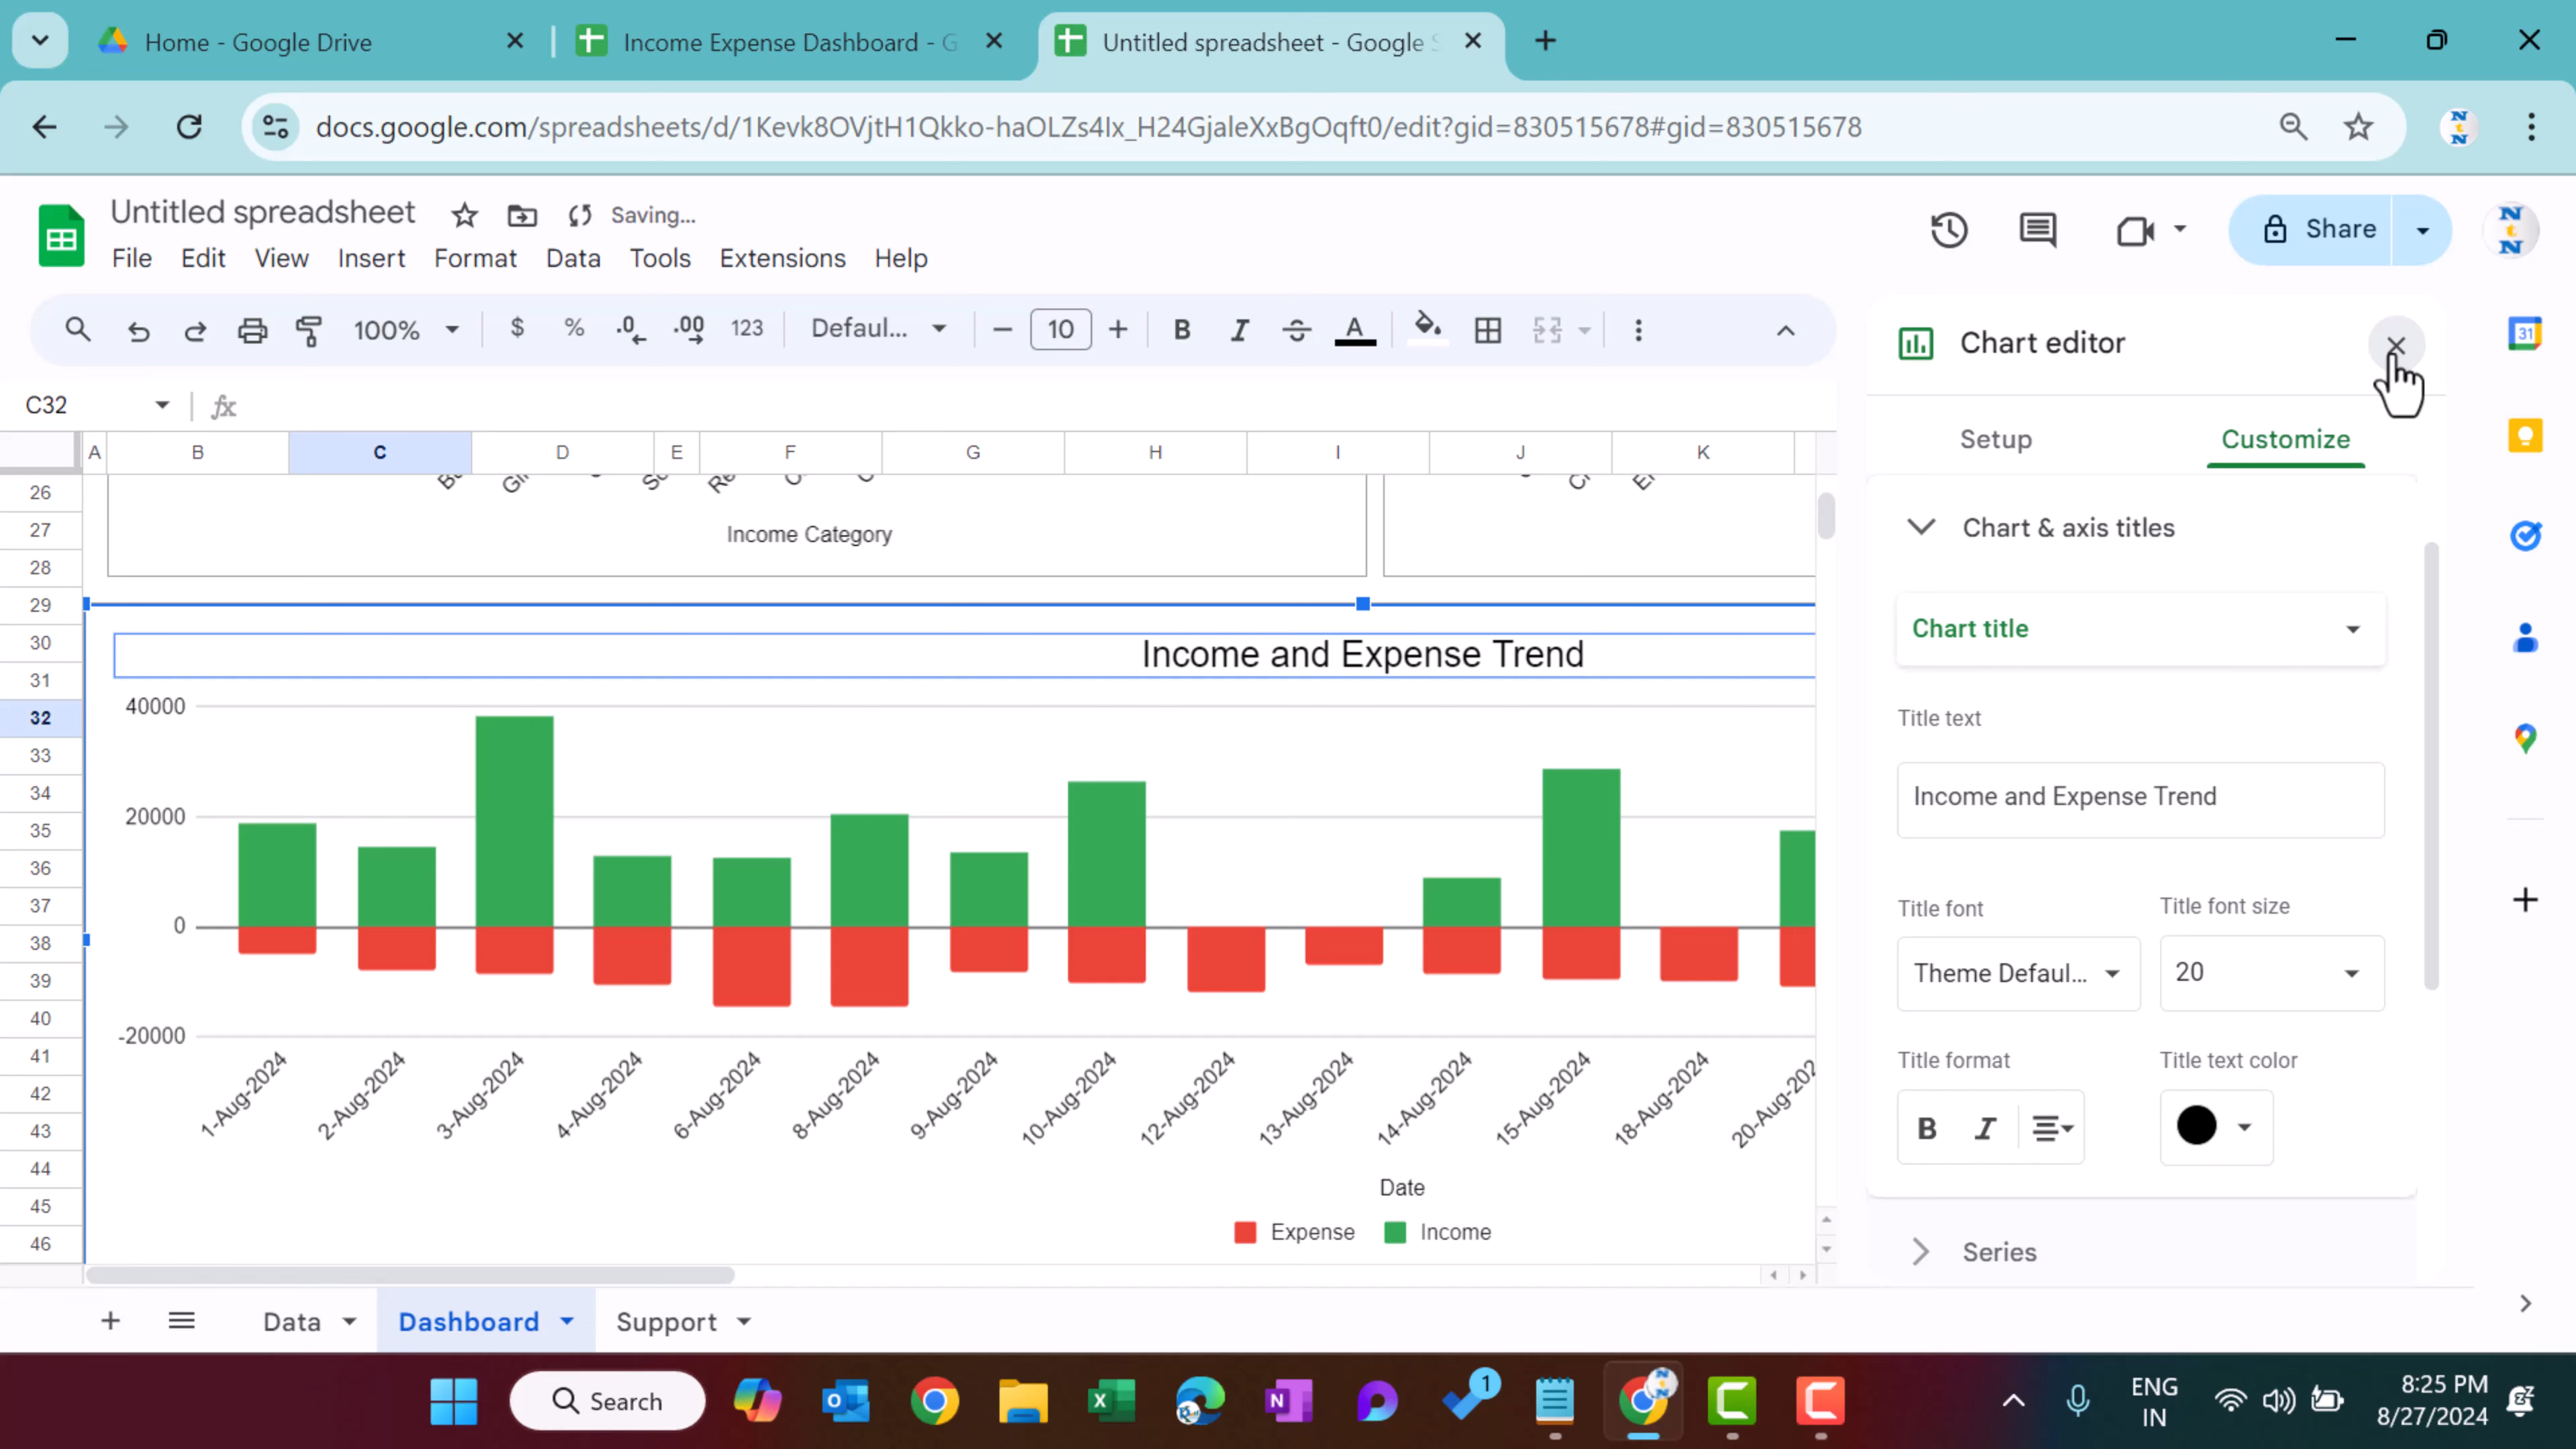 Home - Google Drive
Income Expense Dashboard - G
Untitled spreadsheet - Google S
docs.google.com/spreadsheets/d/1Kevk8OVjtH1Qkko-haOLZs4Ix_H24GjaleXxBgOqft0/edit?gid=830515678#gid=830515678
Untitled spreadsheet
Saving...
File Edit View Insert Format Data Tools Extensions Help
Share
100% $ % .0 .00 123 Defaul... 10 B I A
Chart editor
31
C32
fx
Setup Customize
A B C D E F G H I J K
26
27
28
29
30
31
32
33
34
35
36
37
38
39
40
41
42
43
44
45
46
Income Category
Income and Expense Trend
40000
20000
0
-20000
1-Aug-2024
2-Aug-2024
3-Aug-2024
4-Aug-2024
6-Aug-2024
8-Aug-2024
9-Aug-2024
10-Aug-2024
12-Aug-2024
13-Aug-2024
14-Aug-2024
15-Aug-2024
18-Aug-2024
20-Aug-202
Date
Expense Income
Chart & axis titles
Chart title
Title text
Income and Expense Trend
Title font Title font size
Theme Defaul... 20
Title format Title text color
B I
Series
Data Dashboard Support
Search
1
ENG
IN
8:25 PM
8/27/2024